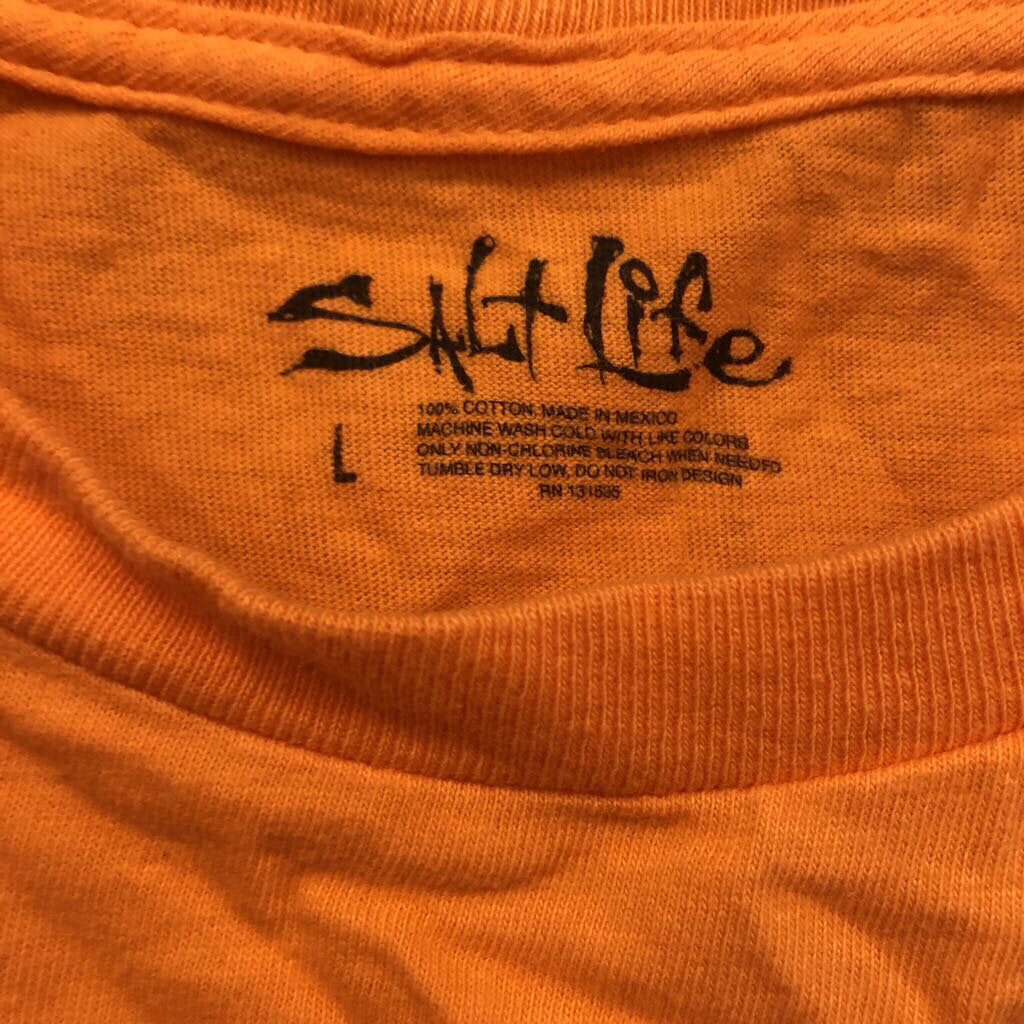 Salt Life
100% COTTON, MADE IN MEXICO
MACHINE WASH COLD WITH LIKE COLORS
ONLY NON-CHLORINE BLEACH WHEN NEEDED
TUMBLE DRY LOW, DO NOT IRON DESIGN
RN 131535
L